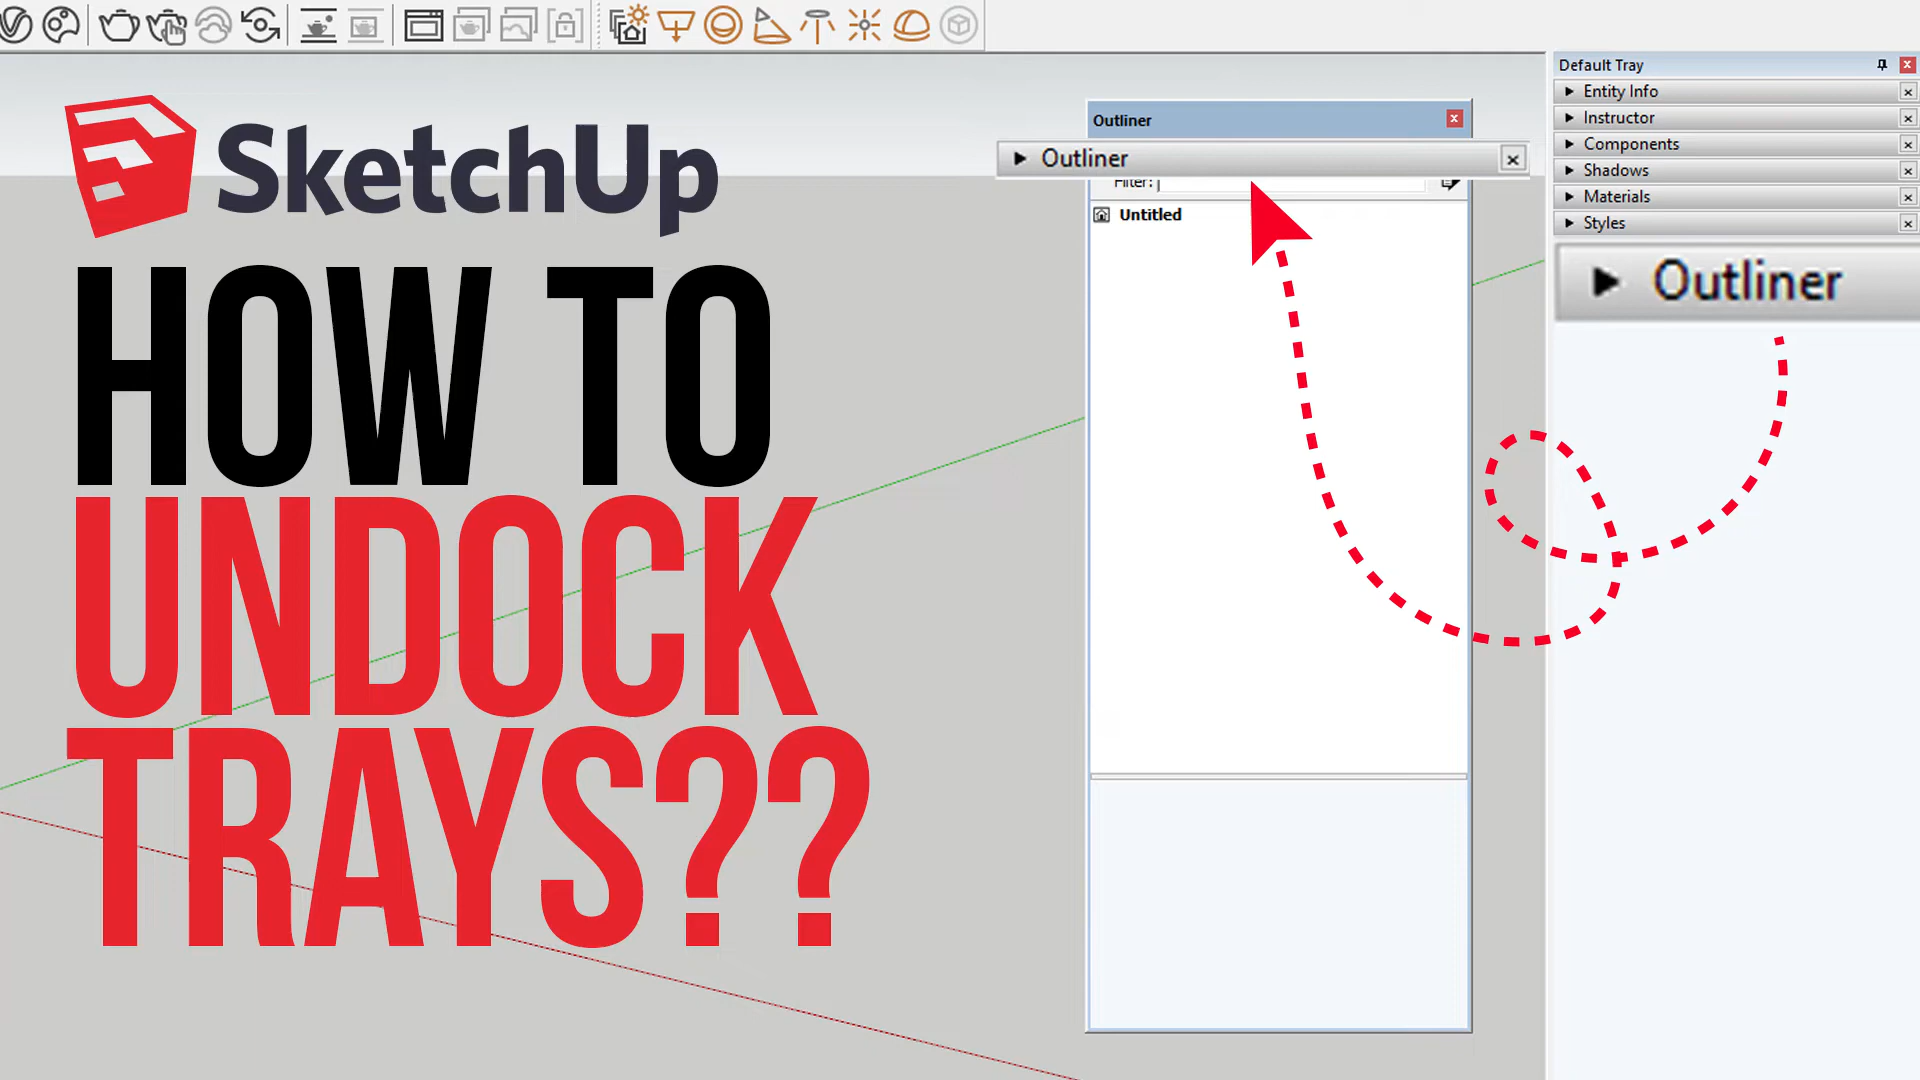 SketchUp
HOW TO
UNDOCK
TRAYS??
Outliner
Outliner
Filter:
Untitled
Default Tray
Entity Info
Instructor
Components
Shadows
Materials
Styles
Outliner